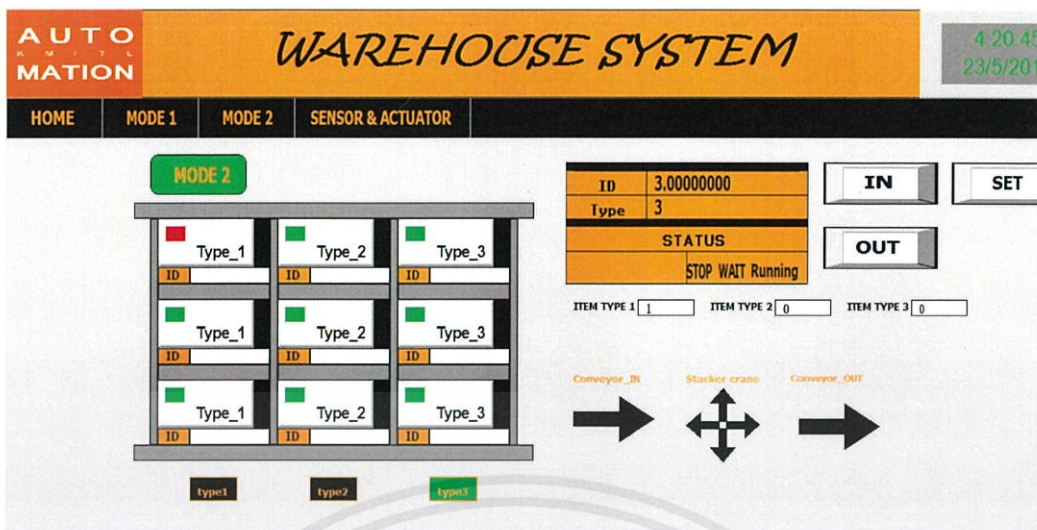 AUTO
K M I T L
MATION
WAREHOUSE SYSTEM
4:20:45
23/5/201
HOME MODE 1 MODE 2 SENSOR & ACTUATOR
MODE 2
ID 3.00000000
Type 3
STATUS
STOP WAIT Running
IN
SET
OUT
ITEM TYPE 1 1 ITEM TYPE 2 0 ITEM TYPE 3 0
Type_1 Type_2 Type_3
ID ID ID
Type_1 Type_2 Type_3
ID ID ID
Type_1 Type_2 Type_3
ID ID ID
Conveyor_IN Stacker crane Conveyor_OUT
type1 type2 type3